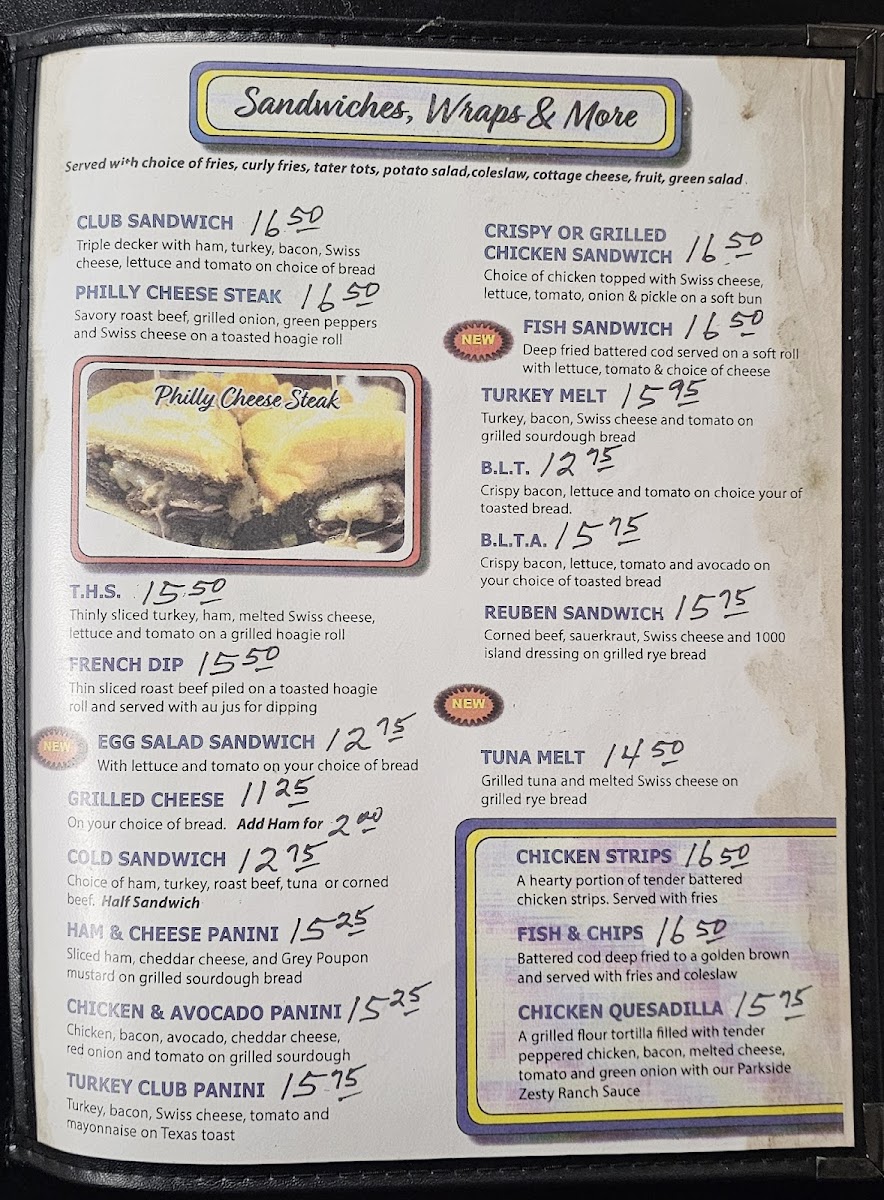 Sandwiches, Wraps & More
Served with choice of fries, curly fries, tater tots, potato salad,coleslaw, cottage cheese, fruit, green salad.
CLUB SANDWICH 16 50
Triple decker with ham, turkey, bacon, Swiss
cheese, lettuce and tomato on choice of bread
PHILLY CHEESE STEAK 16 50
Savory roast beef, grilled onion, green peppers
and Swiss cheese on a toasted hoagie roll
Philly Cheese Steak
T.H.S. 15 50
Thinly sliced turkey, ham, melted Swiss cheese,
lettuce and tomato on a grilled hoagie roll
FRENCH DIP 15 50
Thin sliced roast beef piled on a toasted hoagie
roll and served with au jus for dipping
NEW
EGG SALAD SANDWICH 12 75
With lettuce and tomato on your choice of bread
GRILLED CHEESE 11 25
On your choice of bread. Add Ham for 2 00
COLD SANDWICH 12 75
Choice of ham, turkey, roast beef, tuna or corned
beef. Half Sandwich
HAM & CHEESE PANINI 15 25
Sliced ham, cheddar cheese, and Grey Poupon
mustard on grilled sourdough bread
CHICKEN & AVOCADO PANINI 15 25
Chicken, bacon, avocado, cheddar cheese,
red onion and tomato on grilled sourdough
TURKEY CLUB PANINI 15 75
Turkey, bacon, Swiss cheese, tomato and
mayonnaise on Texas toast
CRISPY OR GRILLED
CHICKEN SANDWICH 16 50
Choice of chicken topped with Swiss cheese,
lettuce, tomato, onion & pickle on a soft bun
NEW
FISH SANDWICH 16 50
Deep fried battered cod served on a soft roll
with lettuce, tomato & choice of cheese
TURKEY MELT 15 95
Turkey, bacon, Swiss cheese and tomato on
grilled sourdough bread
B.L.T. 12 75
Crispy bacon, lettuce and tomato on choice your of
toasted bread.
B.L.T.A. 15 75
Crispy bacon, lettuce, tomato and avocado on
your choice of toasted bread
REUBEN SANDWICH 15 75
Corned beef, sauerkraut, Swiss cheese and 1000
island dressing on grilled rye bread
NEW
TUNA MELT 14 50
Grilled tuna and melted Swiss cheese on
grilled rye bread
CHICKEN STRIPS 16 50
A hearty portion of tender battered
chicken strips. Served with fries
FISH & CHIPS 16 50
Battered cod deep fried to a golden brown
and served with fries and coleslaw
CHICKEN QUESADILLA 15 75
A grilled flour tortilla filled with tender
peppered chicken, bacon, melted cheese,
tomato and green onion with our Parkside
Zesty Ranch Sauce